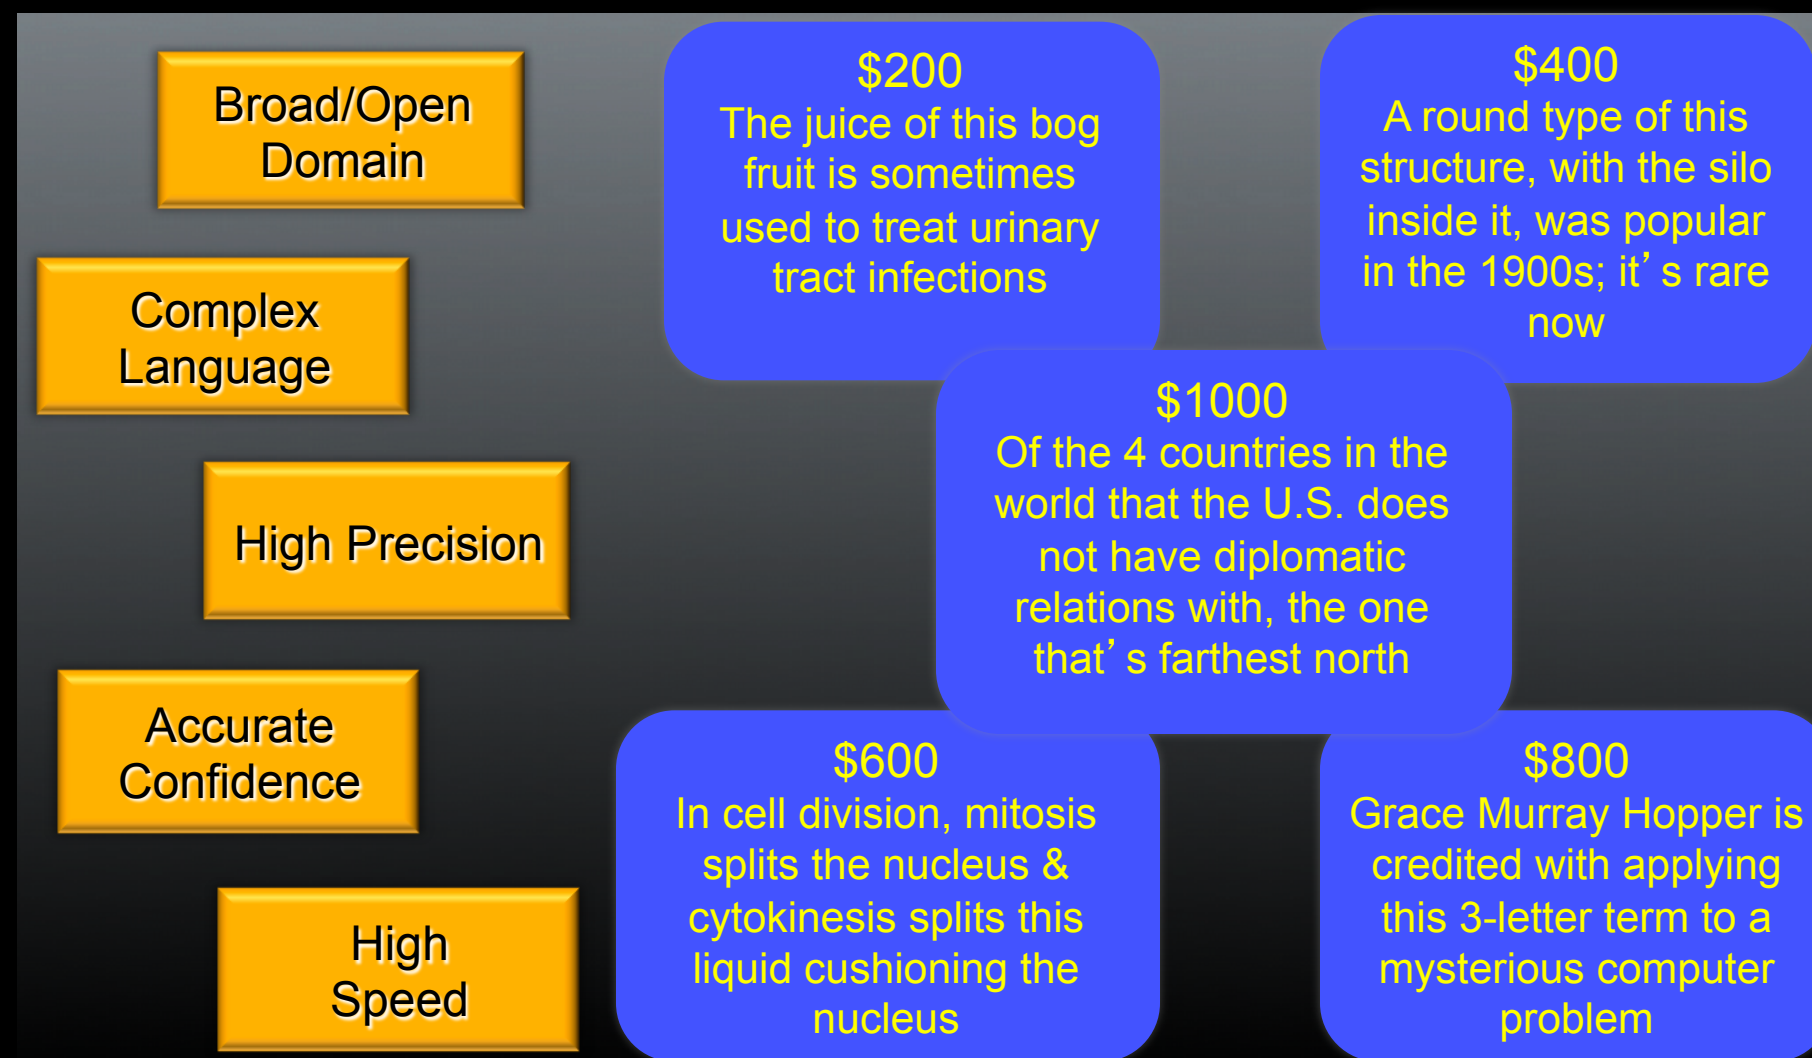 Broad/Open
Domain
Complex
Language
High Precision
Accurate
Confidence
High
Speed
$200
The juice of this bog
fruit is sometimes
used to treat urinary
tract infections
$400
A round type of this
structure, with the silo
inside it, was popular
in the 1900s; it’s rare
now
$1000
Of the 4 countries in the
world that the U.S. does
not have diplomatic
relations with, the one
that’s farthest north
$600
In cell division, mitosis
splits the nucleus &
cytokinesis splits this
liquid cushioning the
nucleus
$800
Grace Murray Hopper is
credited with applying
this 3-letter term to a
mysterious computer
problem